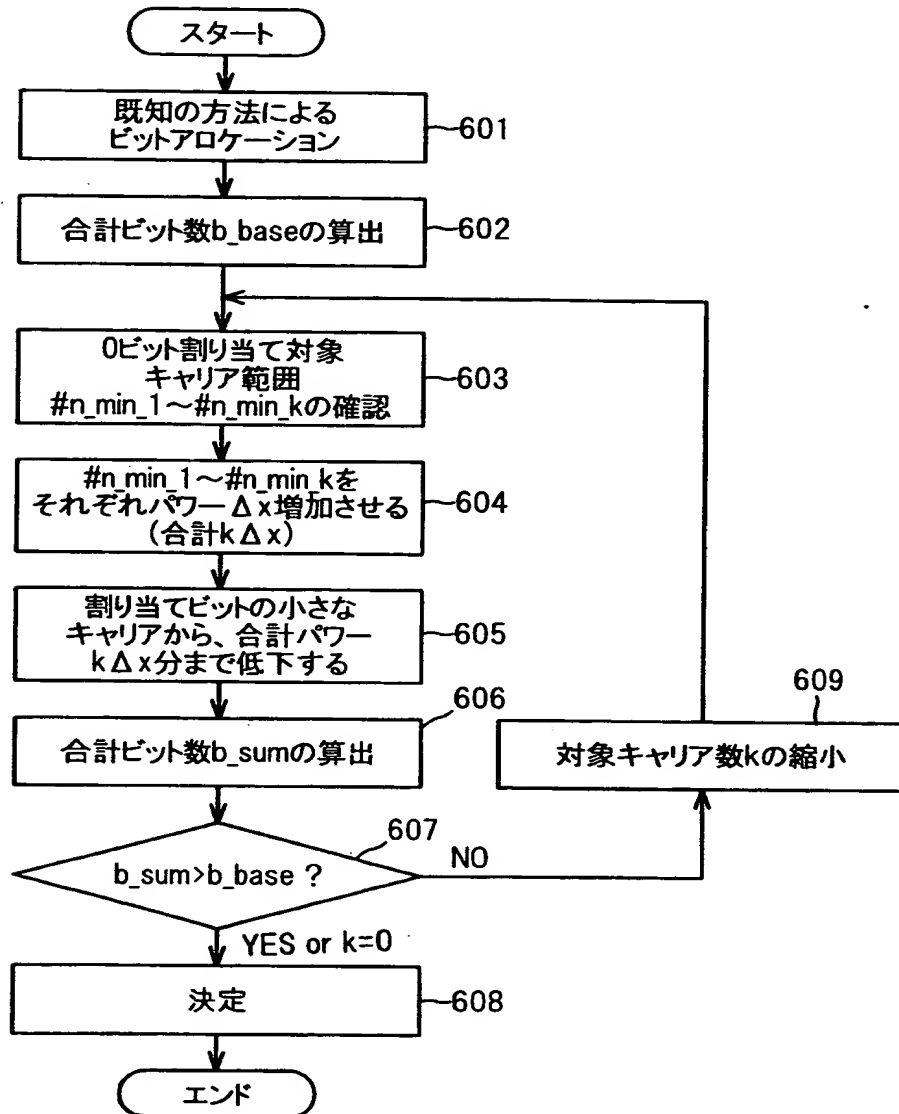 スタート
既知の方法による
ビットアロケーション
601
合計ビット数b_baseの算出
602
0ビット割り当て対象
キャリア範囲
#n_min_1～#n_min_kの確認
603
#n_min_1～#n_min_kを
それぞれパワーΔx増加させる
(合計kΔx)
604
割り当てビットの小さな
キャリアから、合計パワー
kΔx分まで低下する
605
606
合計ビット数b_sumの算出
609
対象キャリア数kの縮小
607
b_sum>b_base ?
NO
YES or k=0
決定
608
エンド